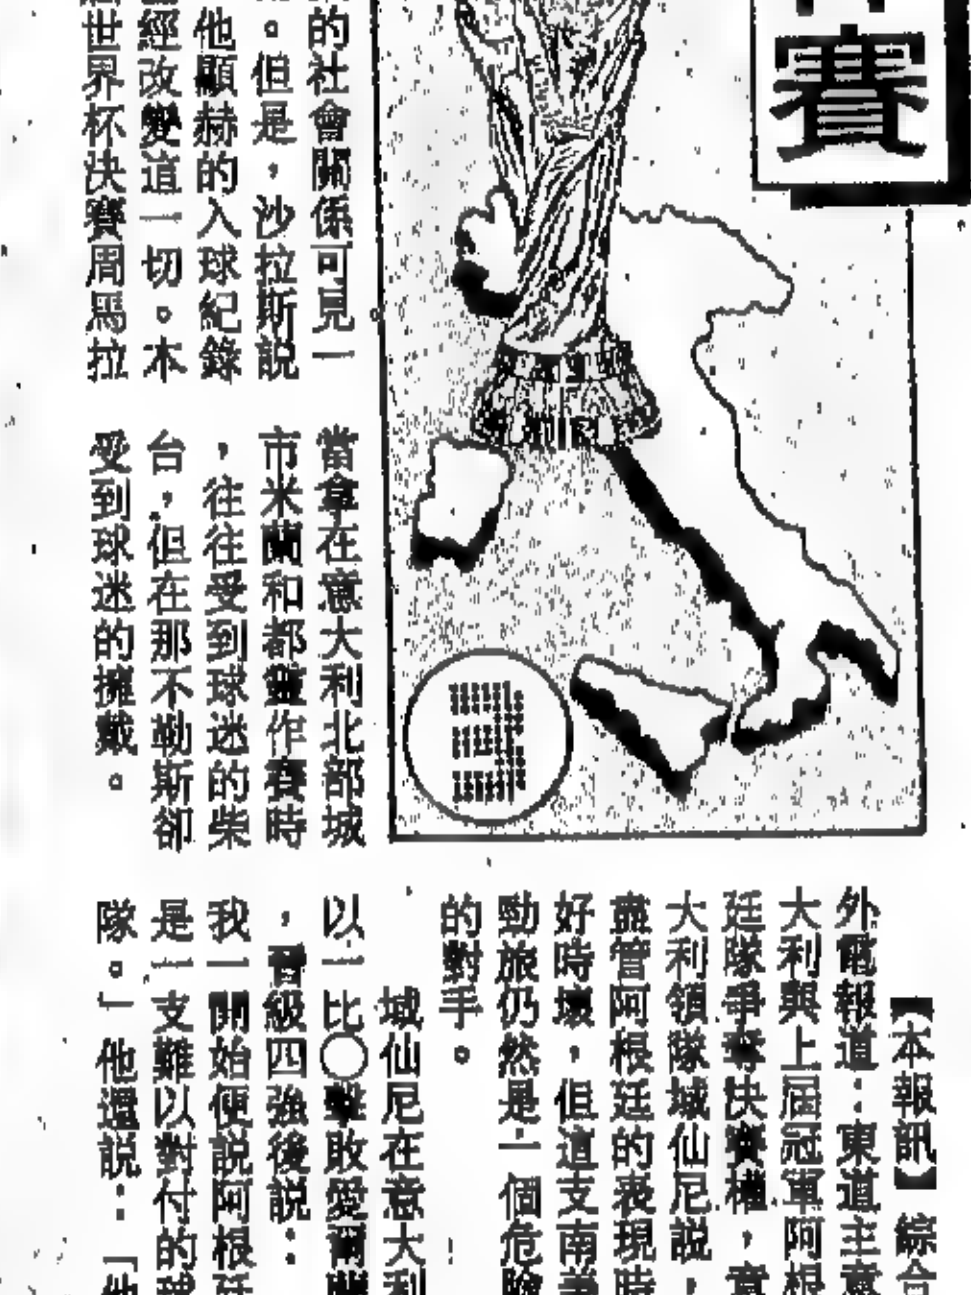 賽
的社會關係可見一
。但是，沙拉斯說
他顯赫的入球紀錄
經改變這一切。本
世界杯決賽周馬拉
當拿在意大利北部城
市米蘭和都靈作賽時
，往往受到球迷的柴
台，但在那不勒斯卻
受到球迷的擁戴。
【本報訊】綜合
外電報道：東道主意
大利與上屆冠軍阿根
廷隊爭奪決賽權，意
大利領隊城仙尼說，
儘管阿根廷的表現時
好時壞，但這支南美
勁旅仍然是一個危險
的對手。
城仙尼在意大利
以一比〇擊敗愛爾蘭
，晉級四強後說：
我一開始便說阿根廷
是一支難以對付的球
隊。」他還說：「他